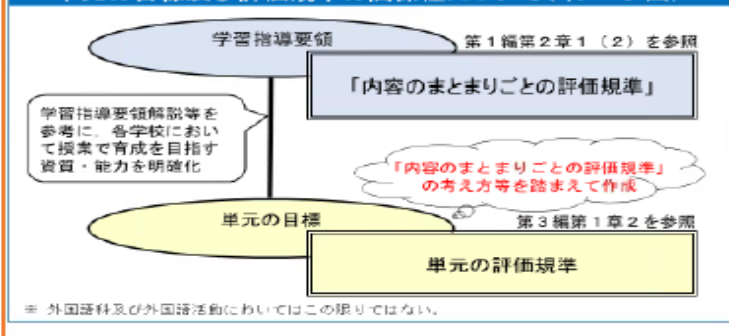 学習指導要領
第1編第2章1（2）を参照
「内容のまとまりごとの評価規準」
学習指導要領解説等を
参考に、各学校におい
て授業で育成を目指す
資質・能力を明確化
「内容のまとまりごとの評価規準」
の考え方等を踏まえて作成
単元の目標
第3編第1章2を参照
単元の評価規準
※ 外国語科及び外国語活動においてはこの限りではない。